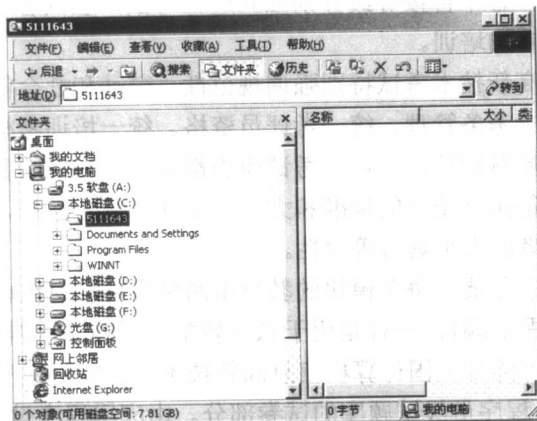 5111643
文件(F) 编辑(E) 查看(V) 收藏(A) 工具(T) 帮助(H)
后退 搜索 文件夹 历史
地址(D) 5111643 转到
文件夹 ×
名称 大小 类
桌面
我的文档
我的电脑
3.5 软盘 (A:)
本地磁盘 (C:)
5111643
Documents and Settings
Program Files
WINNT
本地磁盘 (D:)
本地磁盘 (E:)
本地磁盘 (F:)
光盘 (G:)
控制面板
网上邻居
回收站
Internet Explorer
0 个对象(可用磁盘空间: 7.81 GB) 0 字节 我的电脑